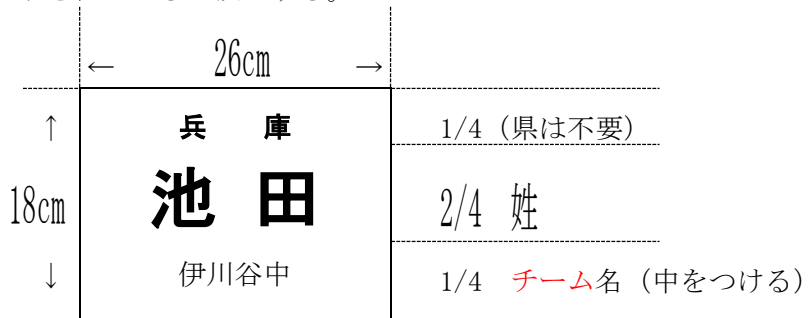 26cm
← →
↑ 兵 庫 1/4（県は不要）
18cm 池 田 2/4 姓
↓ 伊川谷中 1/4 チーム名（中をつける）